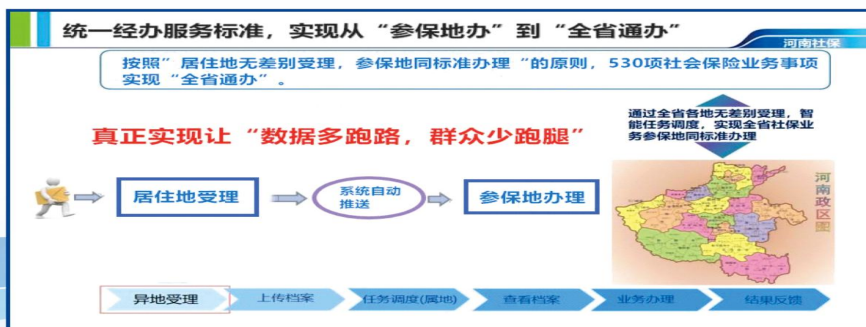 统一经办服务标准，实现从“参保地办”到“全省通办”
河南社保
按照”居住地无差别受理，参保地同标准办理“的原则，530项社会保险业务事项
实现“全省通办”。
通过全省各地无差别受理，智
能任务调度，实现全省社保业
务参保地同标准办理
真正实现让“数据多跑路，群众少跑腿”
居住地受理
系统自动
推送
参保地办理
河南政区图
异地受理
上传档案
任务调度(属地)
查看档案
业务办理
结果反馈